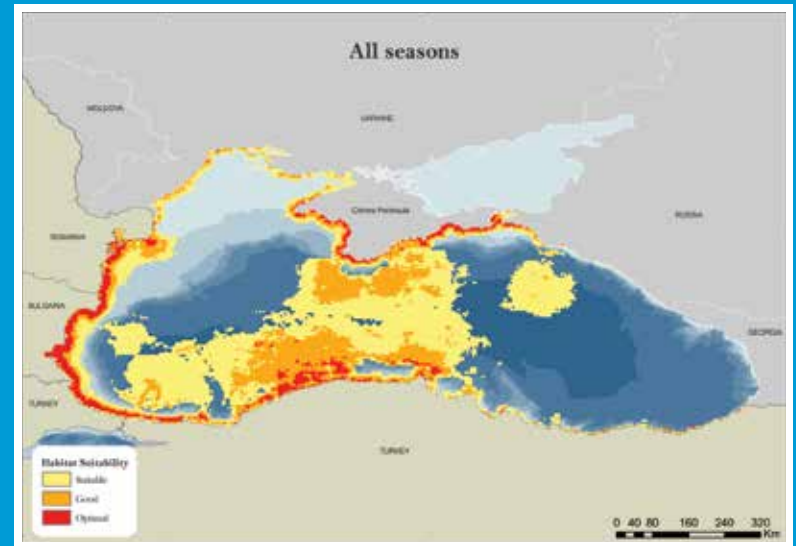 All seasons
MOLDOVA
UKRAINE
Crimea Peninsula
RUSSIA
ROMANIA
BULGARIA
GEORGIA
TURKEY
TURKEY
Habitat Suitability
Suitable
Good
Optimal
0 40 80 160 240 320
Km